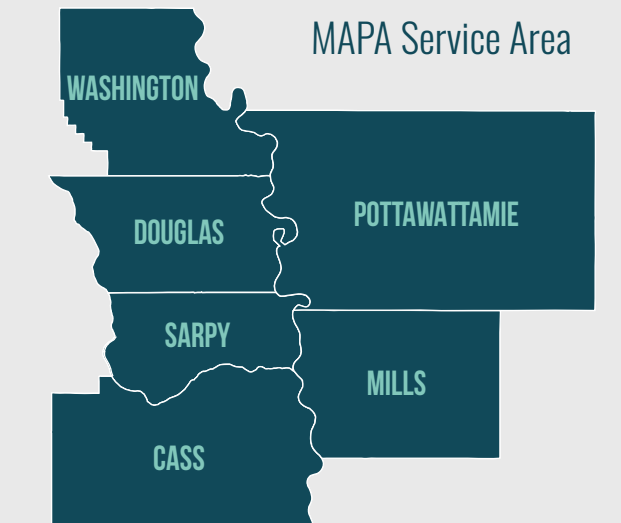 MAPA Service Area
WASHINGTON
POTTAWATTAMIE
DOUGLAS
SARPY
MILLS
CASS